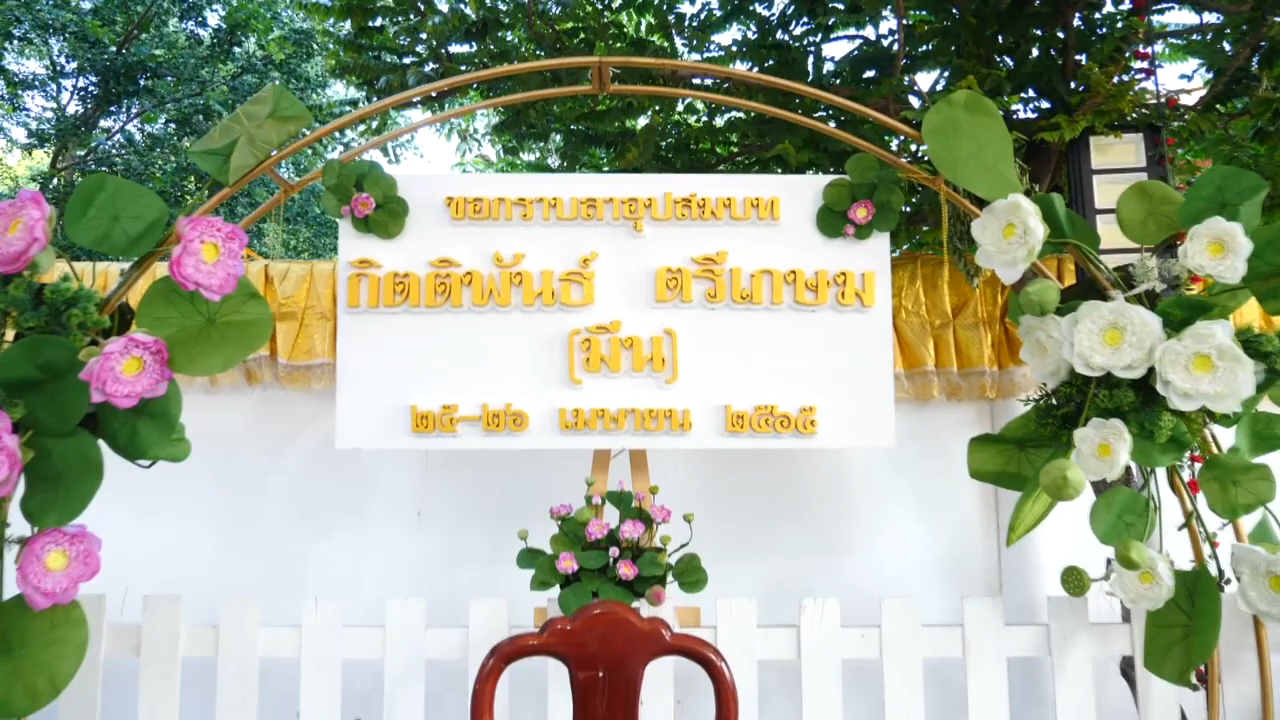 ขอกราบลาอุปสมบท
กิตติพันธ์ ตรีเกษม
(มีน)
๒๕-๒๖ เมษายน ๒๕๖๕